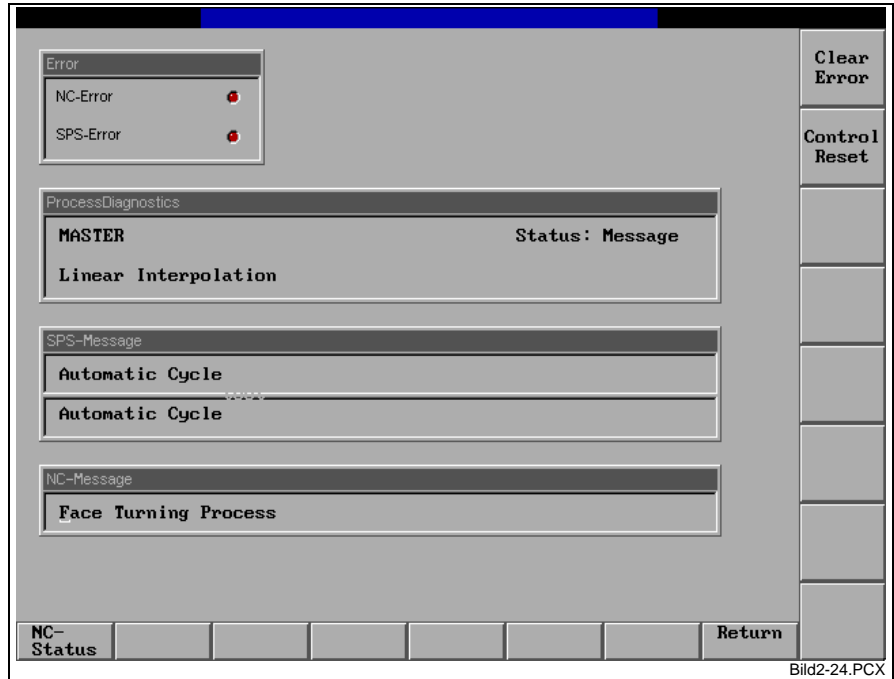 Error
NC-Error
SPS-Error
Clear
Error
Control
Reset
ProcessDiagnostics
MASTER Status: Message
Linear Interpolation
SPS-Message
Automatic Cycle
Automatic Cycle
NC-Message
Face Turning Process
NC-
Status
Return
Bild2-24.PCX